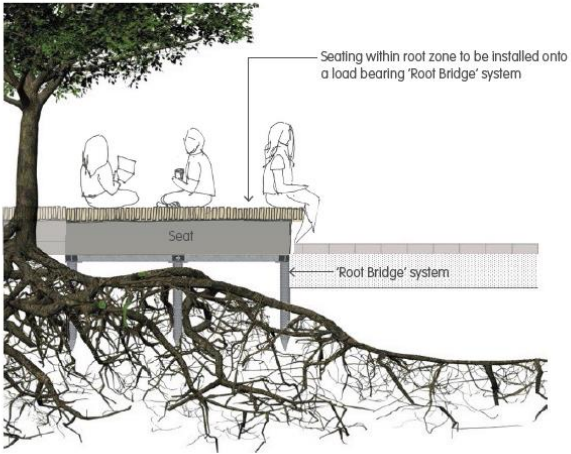 Seating within root zone to be installed onto
a load bearing 'Root Bridge' system
Seat
'Root Bridge' system